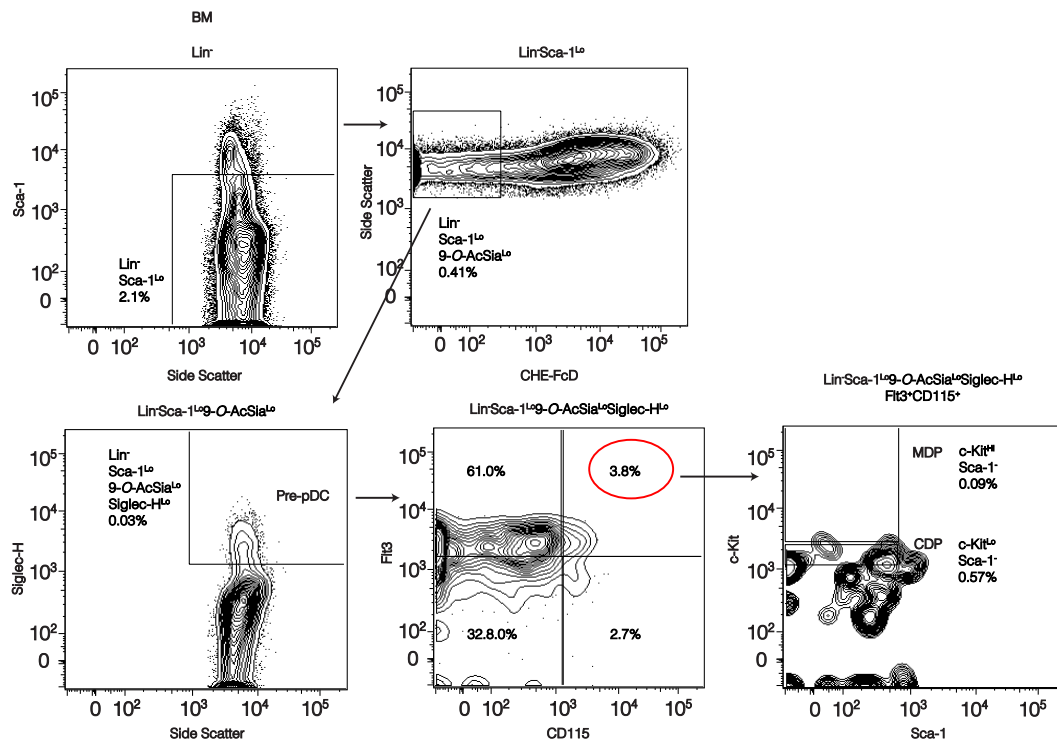 BM
Lin⁻
10⁵
10⁴
10³
10²
0
Sca-1
Lin⁻
Sca-1ᴸᵒ
2.1%
0 10² 10³ 10⁴ 10⁵
Side Scatter
Lin⁻Sca-1ᴸᵒ
10⁵
10⁴
10³
10²
0
Side Scatter
Lin⁻
Sca-1ᴸᵒ
9-O-AcSiaᴸᵒ
0.41%
0 10² 10³ 10⁴ 10⁵
CHE-FcD
Lin⁻Sca-1ᴸᵒ9-O-AcSiaᴸᵒ
10⁵
10⁴
10³
10²
0
Siglec-H
Lin⁻
Sca-1ᴸᵒ
9-O-AcSiaᴸᵒ
Siglec-Hᴸᵒ
0.03%
Pre-pDC
0 10² 10³ 10⁴ 10⁵
Side Scatter
Lin⁻Sca-1ᴸᵒ9-O-AcSiaᴸᵒSiglec-Hᴸᵒ
10⁵
10⁴
10³
10²
0
Flt3
61.0% 3.8%
32.8.0% 2.7%
0 10² 10³ 10⁴ 10⁵
CD115
Lin⁻Sca-1ᴸᵒ9-O-AcSiaᴸᵒSiglec-Hᴸᵒ
Flt3⁺CD115⁺
10⁵
10⁴
10³
10²
0
c-Kit
MDP c-Kitᴴᴵ
Sca-1⁻
0.09%
CDP c-Kitᴸᵒ
Sca-1⁻
0.57%
0 10² 10³ 10⁴ 10⁵
Sca-1